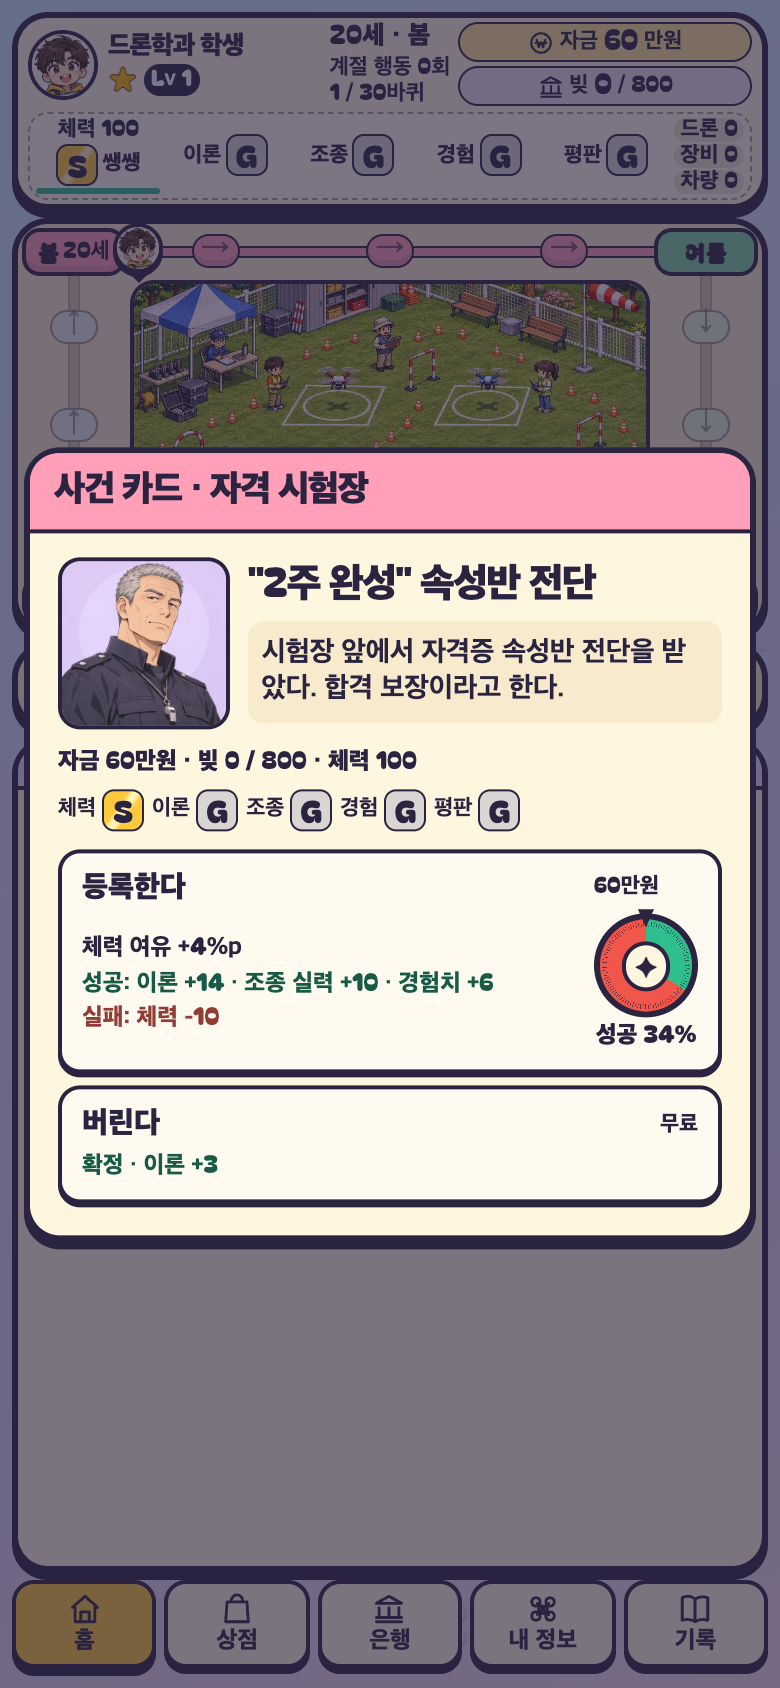 드론학과 학생
Lv 1
20세 · 봄
계절 행동 0회
1 / 30바퀴
자금 60 만원
빚 0 / 800
체력 100
S 쌩쌩
이론 G
조종 G
경험 G
평판 G
드론 0
장비 0
차량 0
봄 20세
여름
사건 카드 · 자격 시험장
"2주 완성" 속성반 전단
시험장 앞에서 자격증 속성반 전단을 받
았다. 합격 보장이라고 한다.
자금 60만원 · 빚 0 / 800 · 체력 100
체력 S 이론 G 조종 G 경험 G 평판 G
등록한다
60만원
체력 여유 +4%p
성공: 이론 +14 · 조종 실력 +10 · 경험치 +6
실패: 체력 -10
성공 34%
버린다
무료
확정 · 이론 +3
홈
상점
은행
내 정보
기록